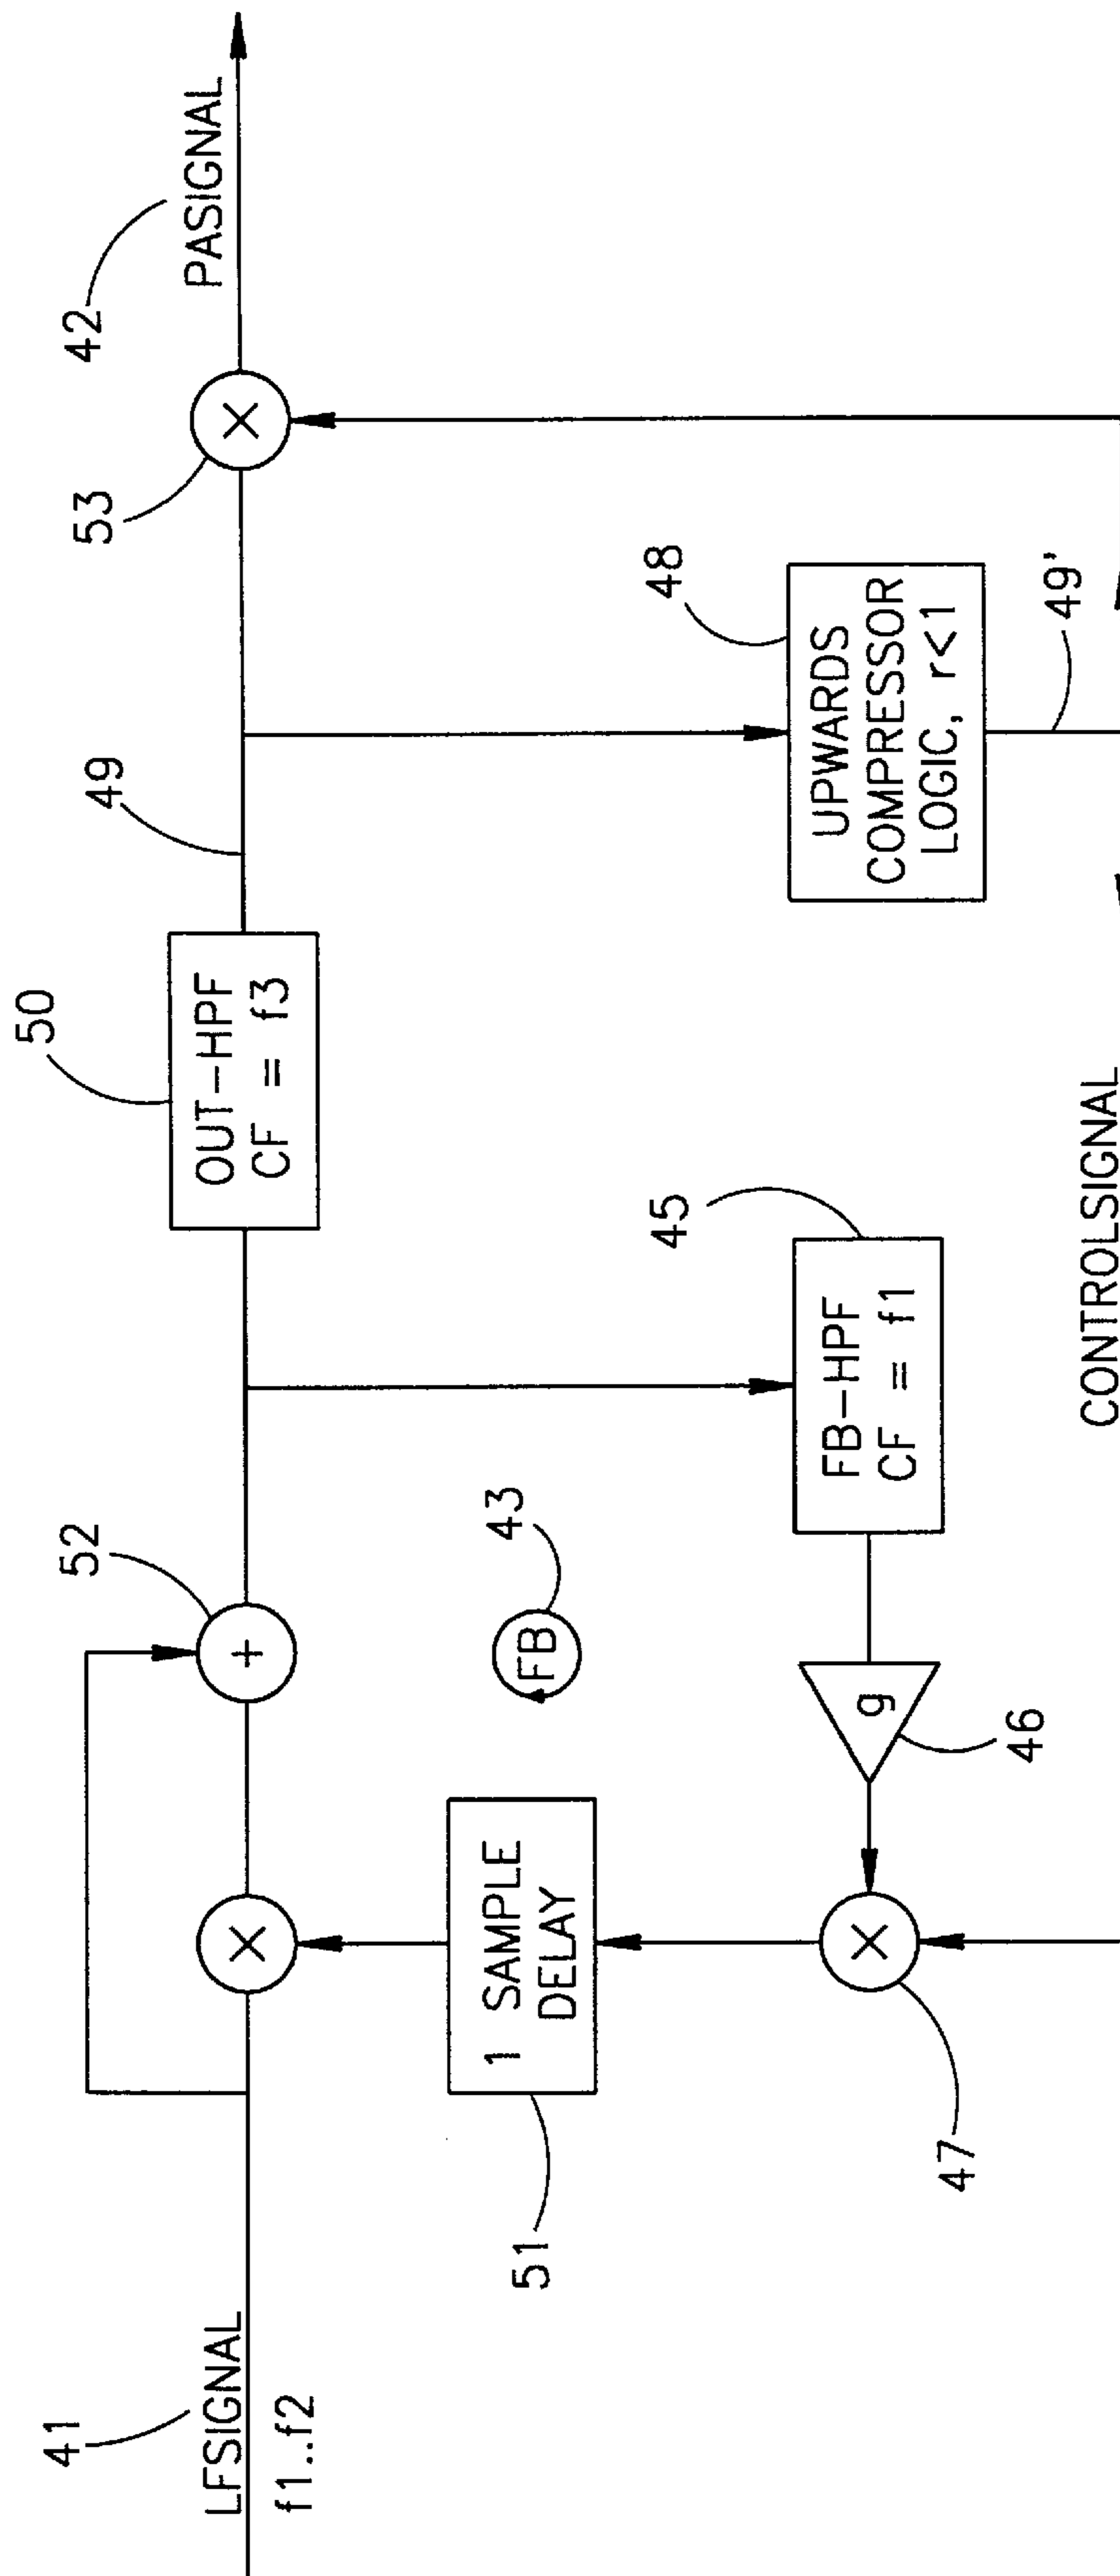 41
LFSIGNAL
f1..f2
52
+
×
50
OUT-HPF
CF = f3
49
53
×
42
PASIGNAL
51
1 SAMPLE
DELAY
FB
43
47
×
g
46
45
FB-HPF
CF = f1
48
UPWARDS
COMPRESSOR
LOGIC, r<1
49'
CONTROLSIGNAL